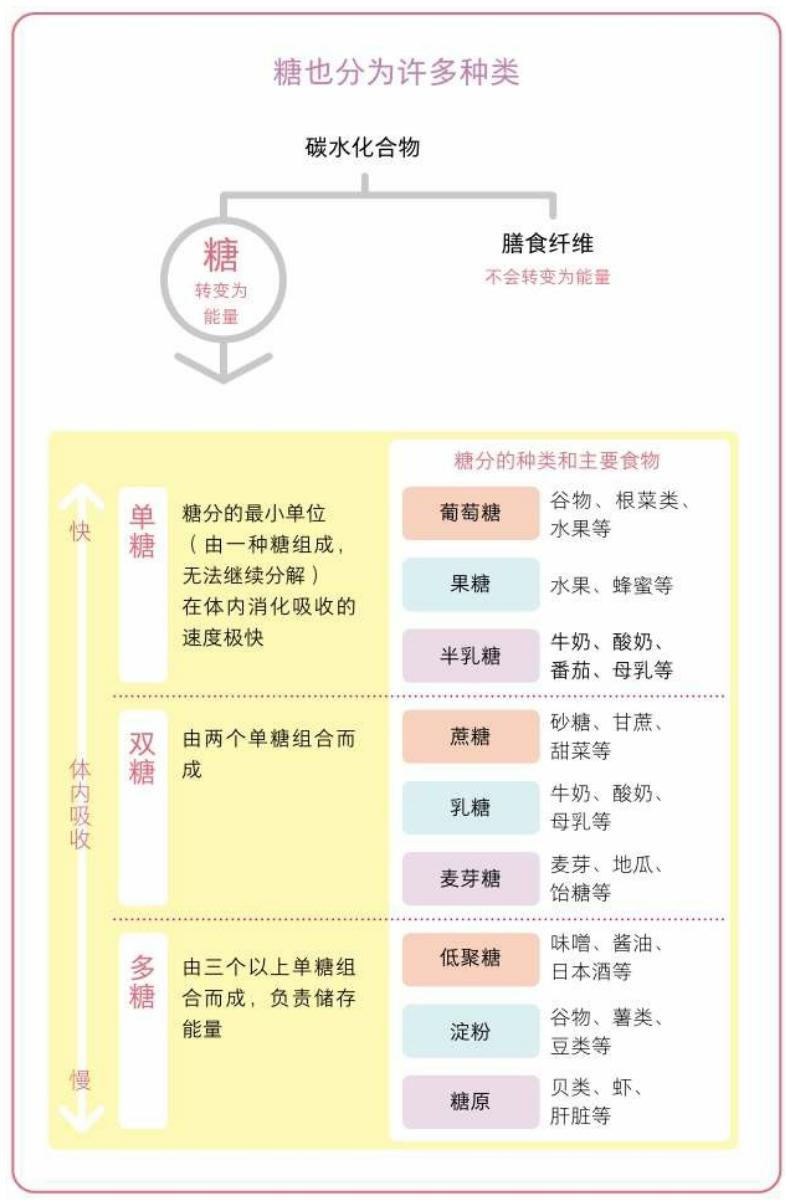 糖也分为许多种类
碳水化合物
糖
转变为
能量
膳食纤维
不会转变为能量
糖分的种类和主要食物
快
体内吸收
慢
单糖
糖分的最小单位
（由一种糖组成，
无法继续分解）
在体内消化吸收的
速度极快
葡萄糖
谷物、根菜类、
水果等
果糖
水果、蜂蜜等
半乳糖
牛奶、酸奶、
番茄、母乳等
双糖
由两个单糖组合而
成
蔗糖
砂糖、甘蔗、
甜菜等
乳糖
牛奶、酸奶、
母乳等
麦芽糖
麦芽、地瓜、
饴糖等
多糖
由三个以上单糖组
合而成，负责储存
能量
低聚糖
味噌、酱油、
日本酒等
淀粉
谷物、薯类、
豆类等
糖原
贝类、虾、
肝脏等